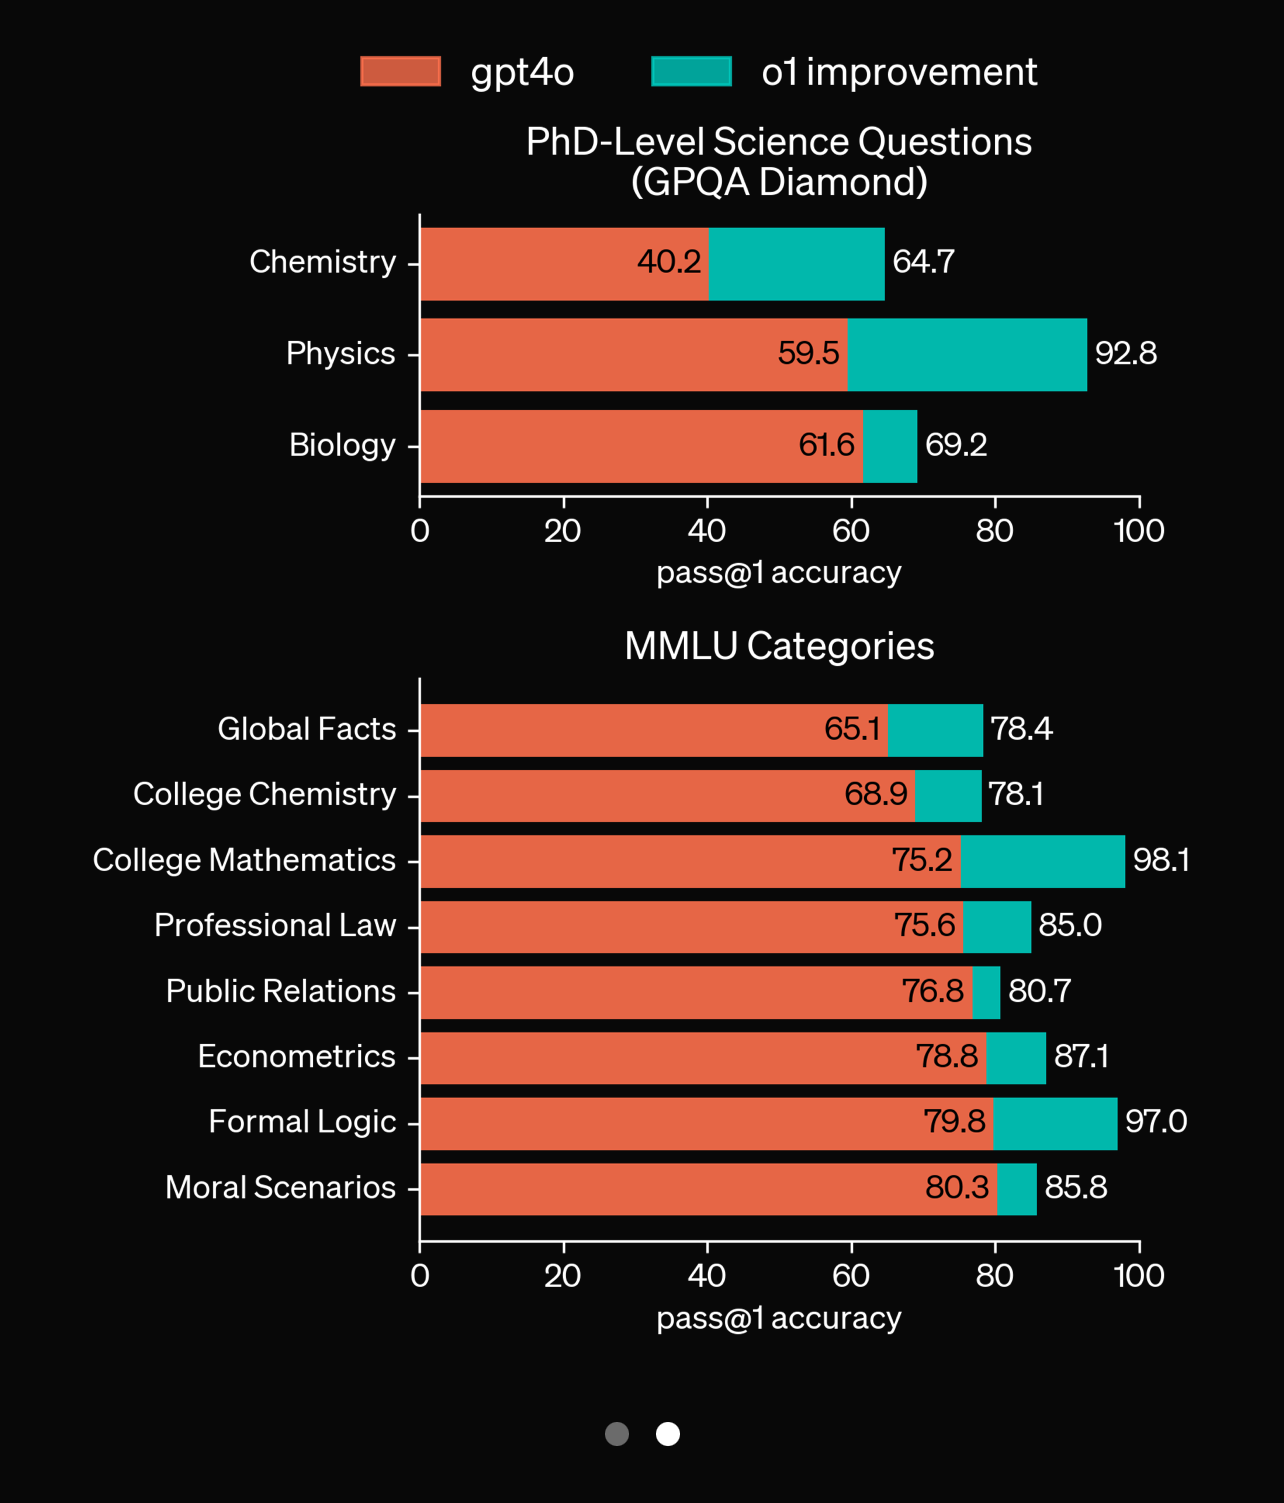 gpt4o
o1 improvement
PhD-Level Science Questions
(GPQA Diamond)
Chemistry 40.2 64.7
Physics 59.5 92.8
Biology 61.6 69.2
0 20 40 60 80 100
pass@1 accuracy
MMLU Categories
Global Facts 65.1 78.4
College Chemistry 68.9 78.1
College Mathematics 75.2 98.1
Professional Law 75.6 85.0
Public Relations 76.8 80.7
Econometrics 78.8 87.1
Formal Logic 79.8 97.0
Moral Scenarios 80.3 85.8
0 20 40 60 80 100
pass@1 accuracy